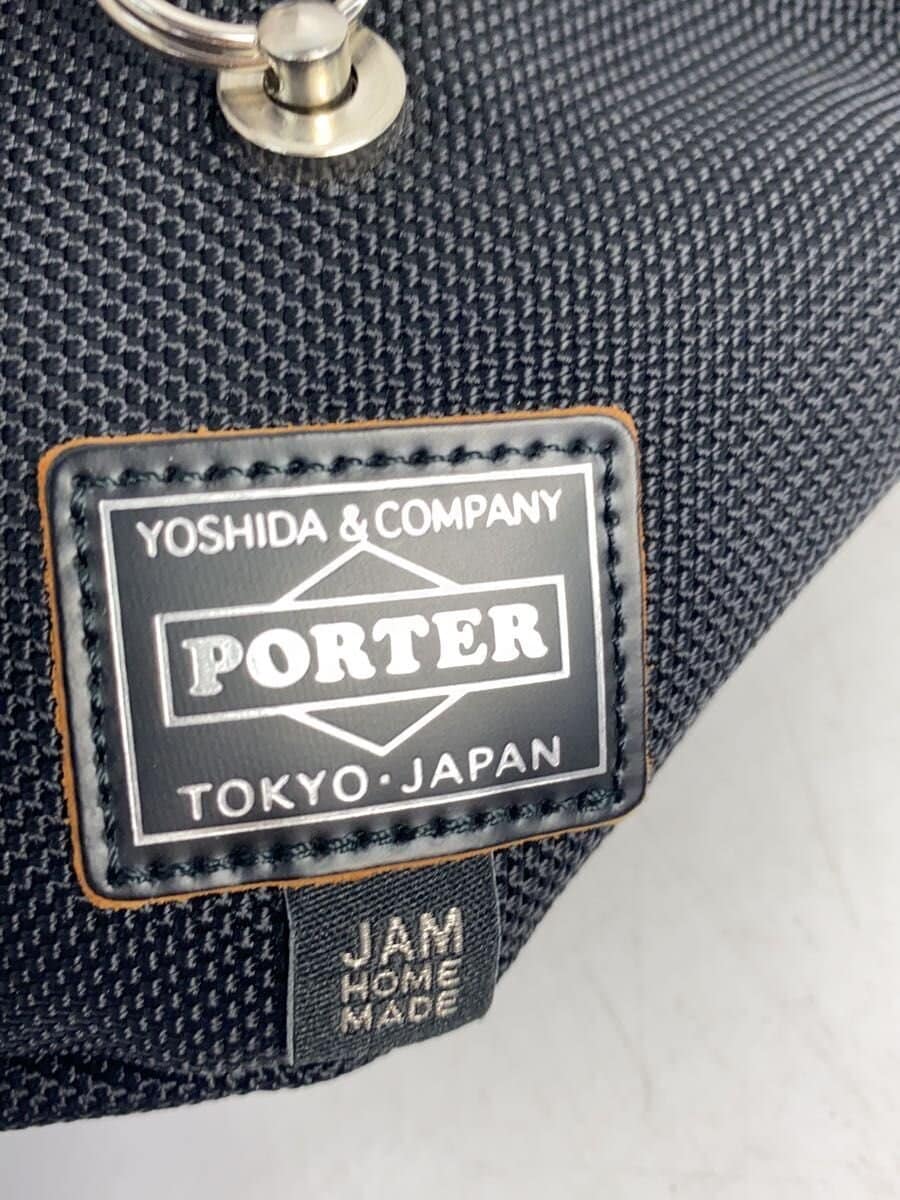 YOSHIDA & COMPANY
PORTER
TOKYO · JAPAN
JAM
HOME
MADE